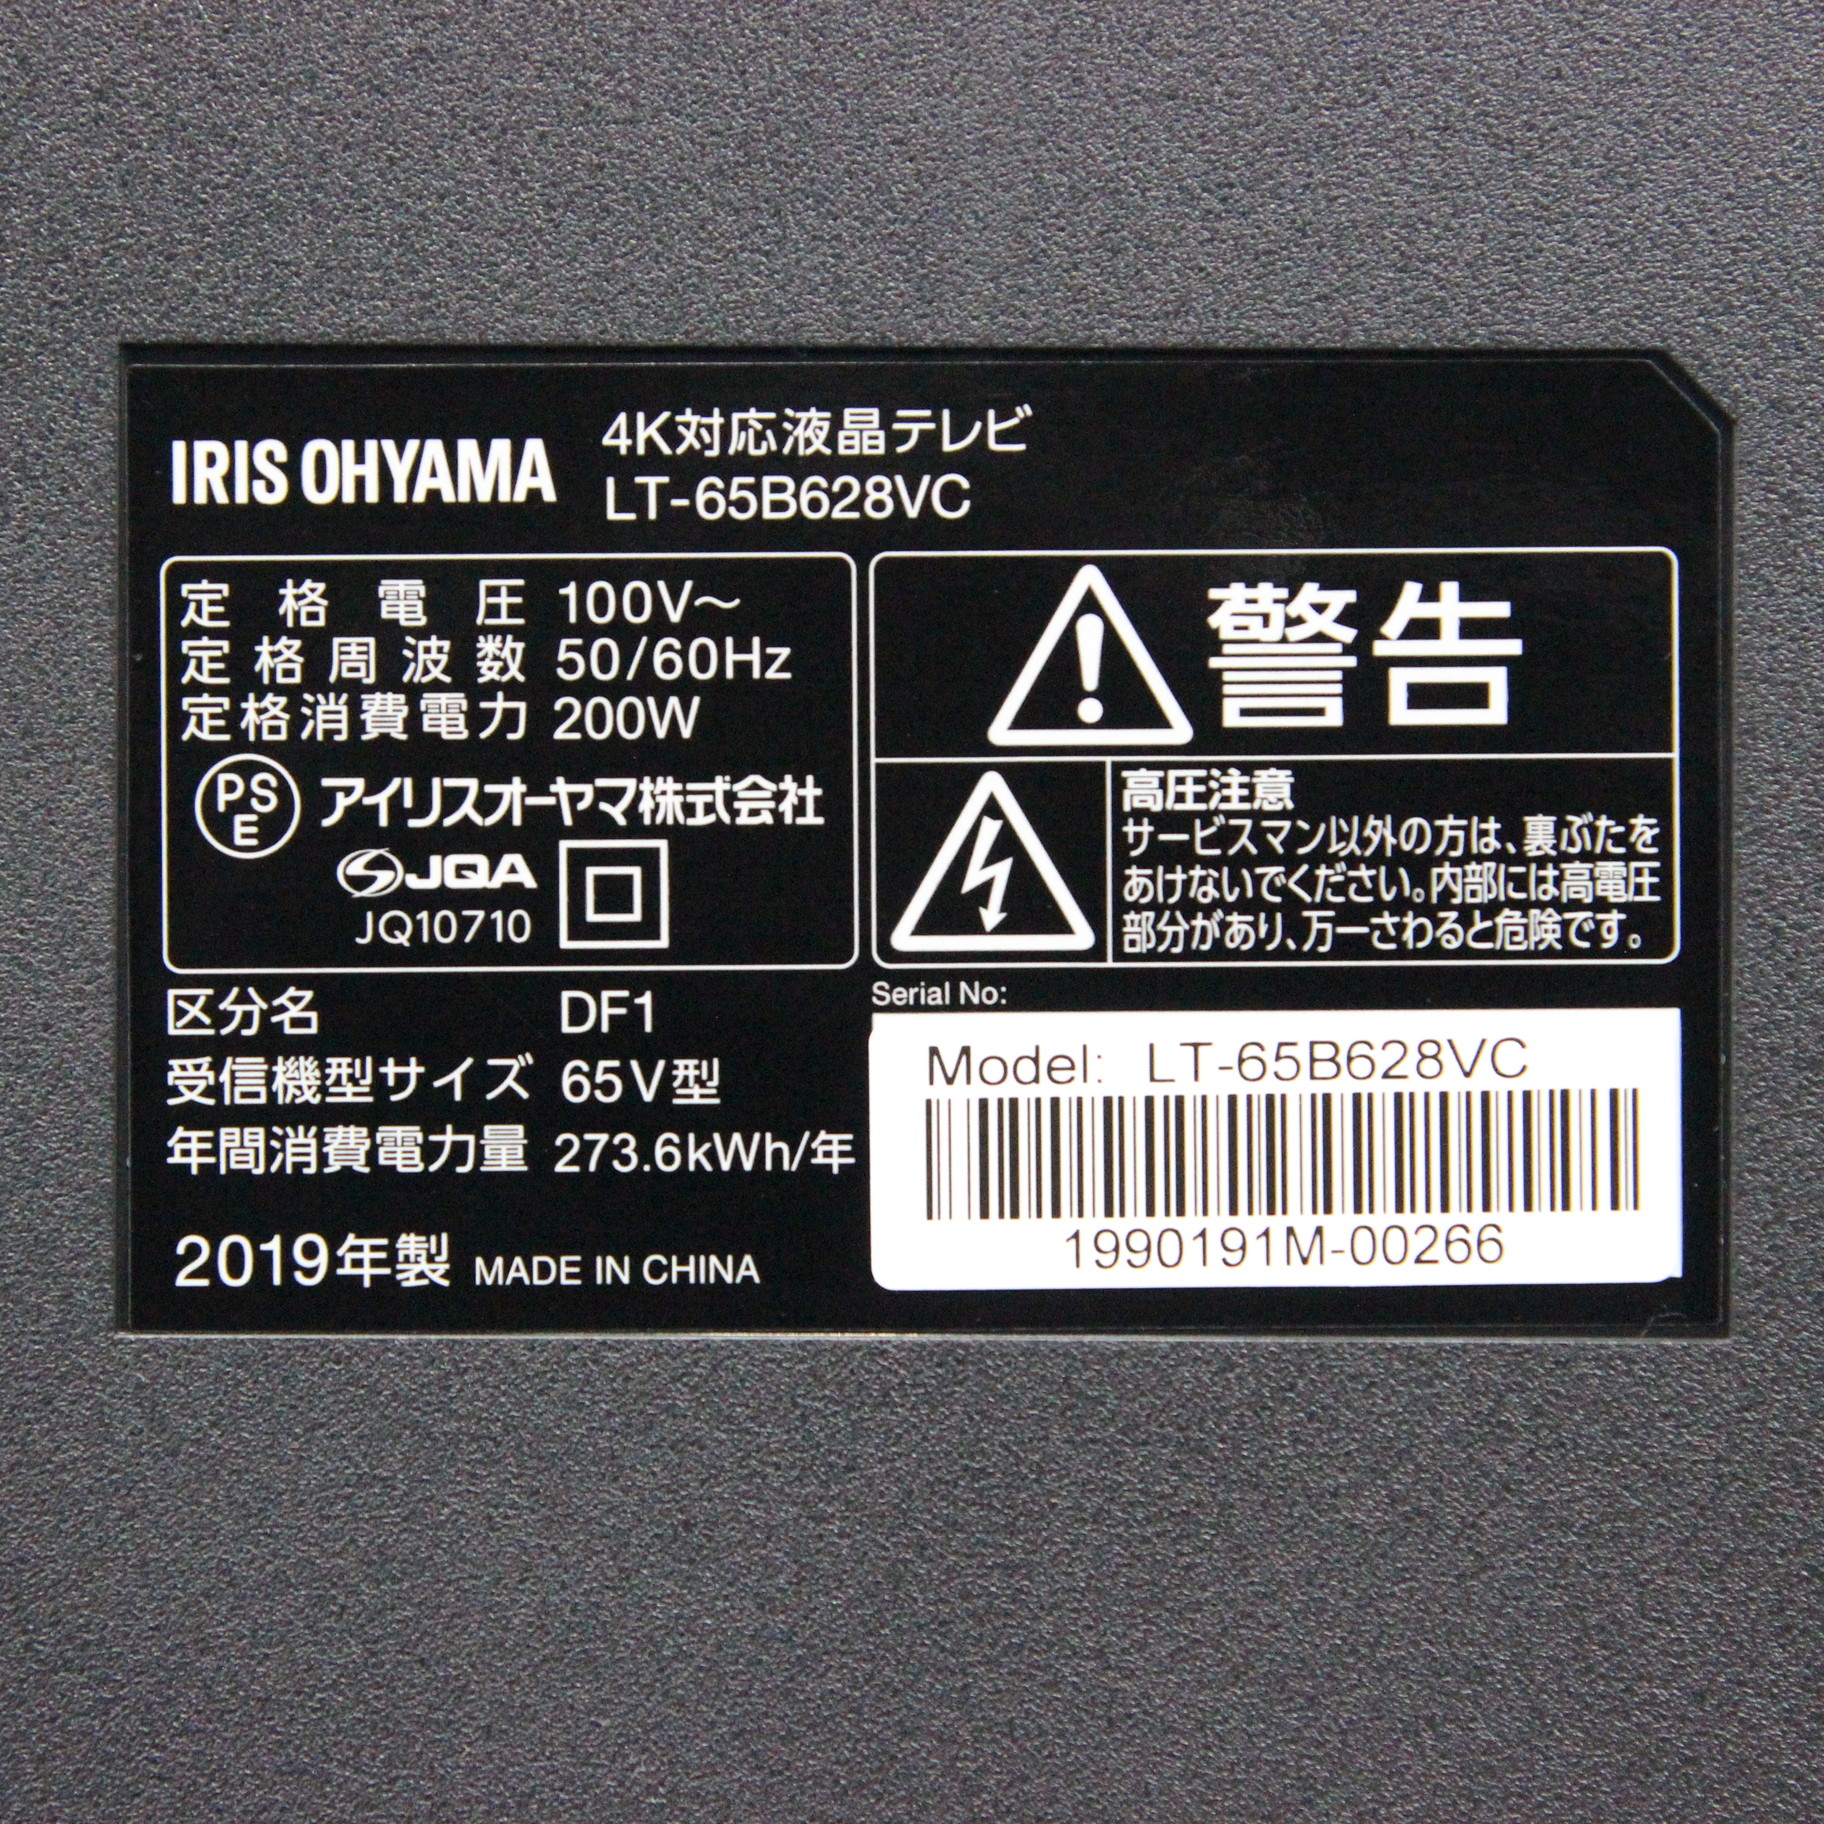 IRIS OHYAMA
4K対応液晶テレビ
LT-65B628VC
定格電圧 100V～
定格周波数 50/60Hz
定格消費電力 200W
PS
E
アイリスオーヤマ株式会社
JQA
JQ10710
警告
高圧注意
サービスマン以外の方は、裏ぶたを
あけないでください。内部には高電圧
部分があり、万一さわると危険です。
区分名 DF1
受信機型サイズ 65V型
年間消費電力量 273.6kWh/年
2019年製 MADE IN CHINA
Serial No:
Model: LT-65B628VC
1990191M-00266